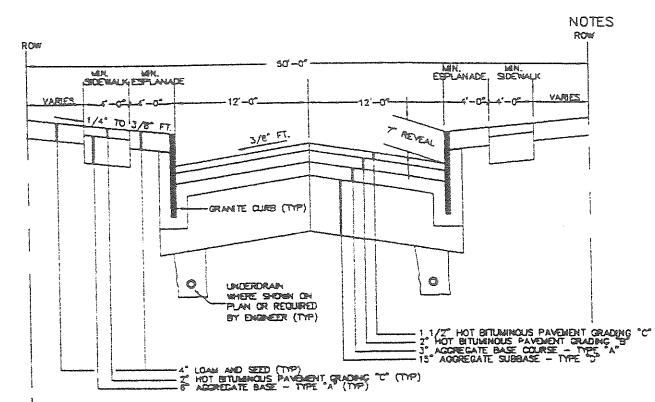 NOTES
ROW
ROW
50'-0"
MIN. SIDEWALK
MIN. ESPLANADE
MIN. ESPLANADE
MIN. SIDEWALK
VARIES
4'-0"
4'-0"
12'-0"
12'-0"
4'-0"
4'-0"
VARIES
1/4" TO 3/8" FT.
3/8" FT.
7" REVEAL
GRANITE CURB (TYP)
UNDERDRAIN
WHERE SHOWN ON
PLAN OR REQUIRED
BY ENGINEER (TYP)
1 1/2" HOT BITUMINOUS PAVEMENT GRADING "C"
2" HOT BITUMINOUS PAVEMENT GRADING "B"
3" AGGREGATE BASE COURSE - TYPE "A"
15" AGGREGATE SUBBASE - TYPE "D"
4" LOAM AND SEED (TYP)
2" HOT BITUMINOUS PAVEMENT GRADING "C" (TYP)
6" AGGREGATE BASE - TYPE "A" (TYP)